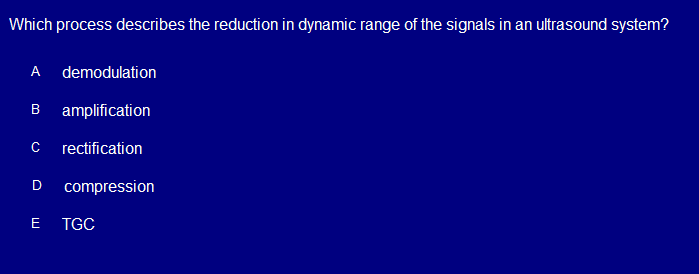 Which process describes the reduction in dynamic range of the signals in an ultrasound system?
A demodulation
B amplification
C rectification
D compression
E TGC